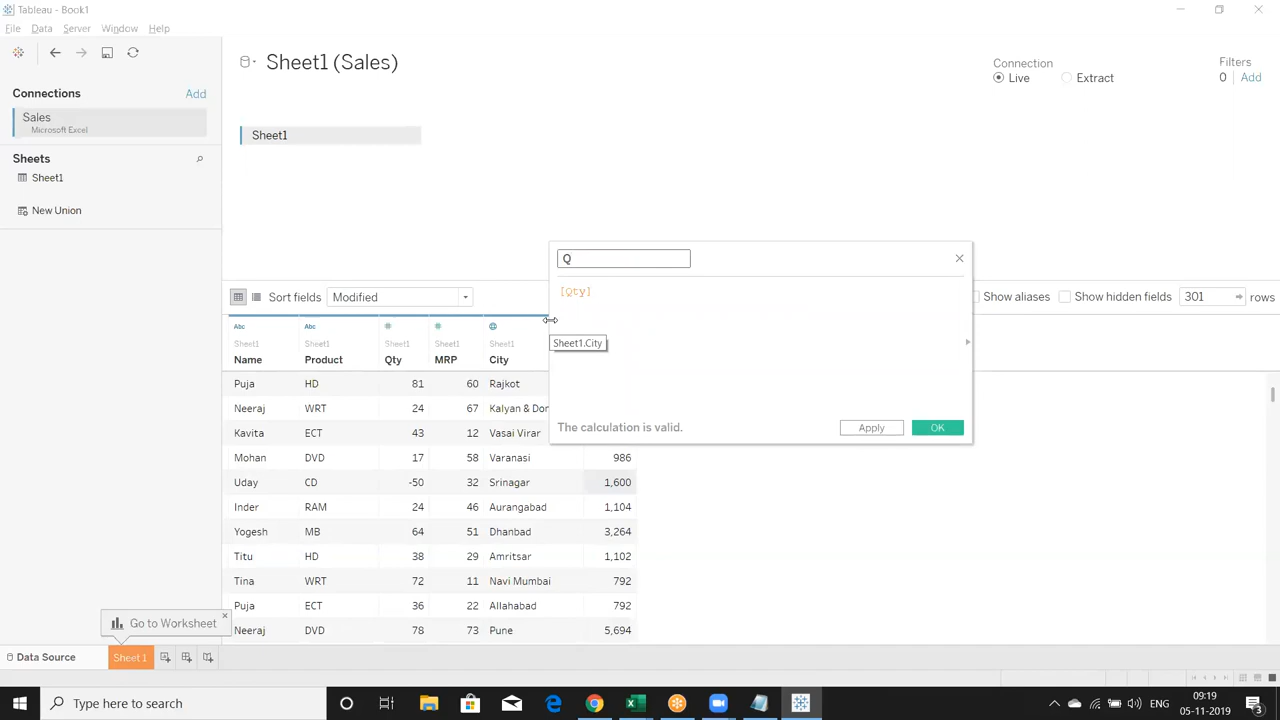 Tableau - Book1
File Data Server Window Help
Connections Add
Sales
Microsoft Excel
Sheets
Sheet1
New Union
Sheet1 (Sales)
Connection
Live Extract
Filters
0 Add
Sheet1
Q
[Qty]
Sheet1.City
The calculation is valid.
Apply OK
Sort fields Modified
Show aliases Show hidden fields 301 rows
Abc Abc
Sheet1 Sheet1 Sheet1 Sheet1 Sheet1
Name Product Qty MRP City
Puja HD 81 60 Rajkot
Neeraj WRT 24 67 Kalyan & Dor
Kavita ECT 43 12 Vasai Virar
Mohan DVD 17 58 Varanasi 986
Uday CD -50 32 Srinagar 1,600
Inder RAM 24 46 Aurangabad 1,104
Yogesh MB 64 51 Dhanbad 3,264
Titu HD 38 29 Amritsar 1,102
Tina WRT 72 11 Navi Mumbai 792
Puja ECT 36 22 Allahabad 792
Neeraj DVD 78 73 Pune 5,694
Go to Worksheet
Data Source Sheet 1
Type here to search
ENG
09:19
05-11-2019
3